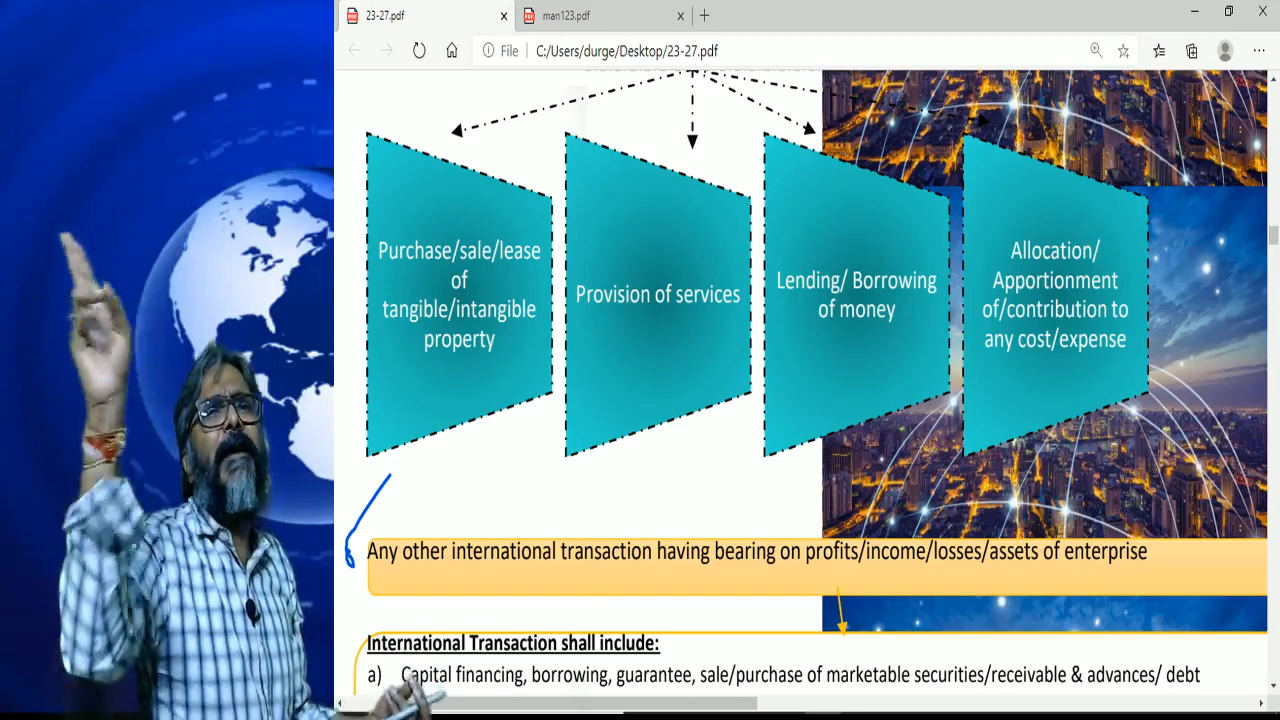 23-27.pdf
man123.pdf
File
C:/Users/durge/Desktop/23-27.pdf
Purchase/sale/lease
of
tangible/intangible
property
Provision of services
Lending/ Borrowing
of money
Allocation/
Apportionment
of/contribution to
any cost/expense
Any other international transaction having bearing on profits/income/losses/assets of enterprise
International Transaction shall include:
a) Capital financing, borrowing, guarantee, sale/purchase of marketable securities/receivable & advances/ debt